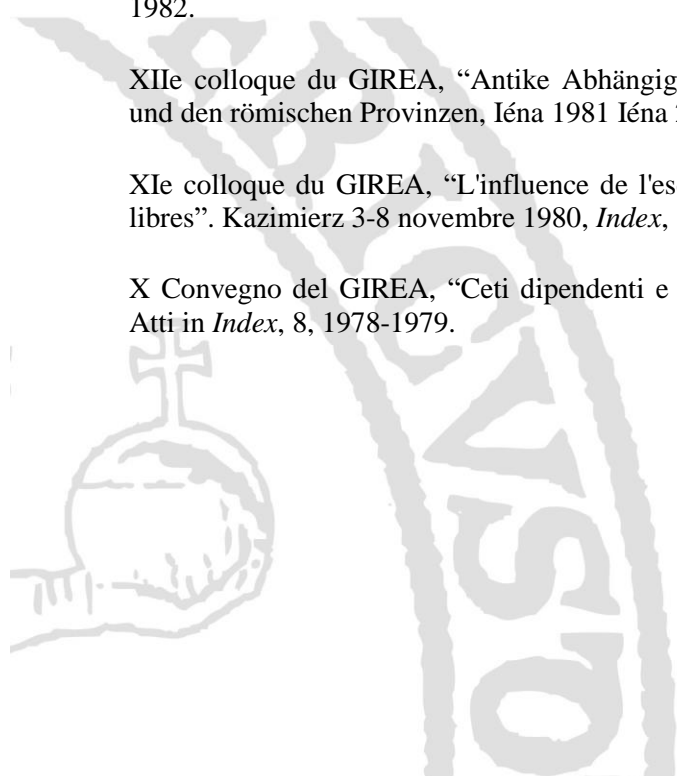 1982.
XIIe colloque du GIREA, “Antike Abhängig
und den römischen Provinzen, Iéna 1981 Iéna
XIe colloque du GIREA, “L'influence de l'es
libres”. Kazimierz 3-8 novembre 1980, Index,
X Convegno del GIREA, “Ceti dipendenti e
Atti in Index, 8, 1978-1979.